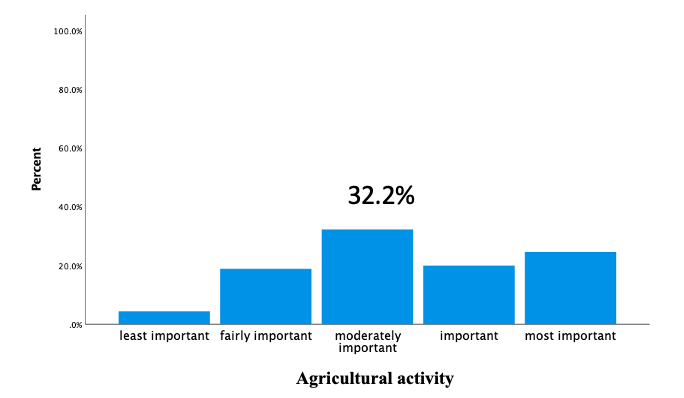 100.0%
80.0%
60.0%
40.0%
20.0%
.0%
Percent
32.2%
least important
fairly important
moderately
important
important
most important
Agricultural activity